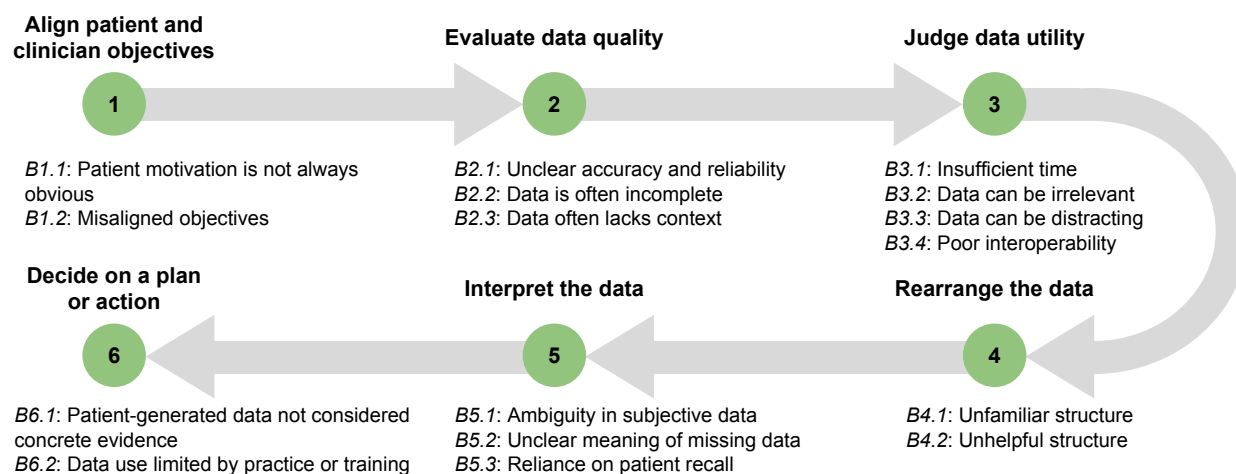 Align patient and
clinician objectives
1
B1.1: Patient motivation is not always
obvious
B1.2: Misaligned objectives
Evaluate data quality
2
B2.1: Unclear accuracy and reliability
B2.2: Data is often incomplete
B2.3: Data often lacks context
Judge data utility
3
B3.1: Insufficient time
B3.2: Data can be irrelevant
B3.3: Data can be distracting
B3.4: Poor interoperability
Rearrange the data
4
B4.1: Unfamiliar structure
B4.2: Unhelpful structure
Interpret the data
5
B5.1: Ambiguity in subjective data
B5.2: Unclear meaning of missing data
B5.3: Reliance on patient recall
Decide on a plan
or action
6
B6.1: Patient-generated data not considered
concrete evidence
B6.2: Data use limited by practice or training